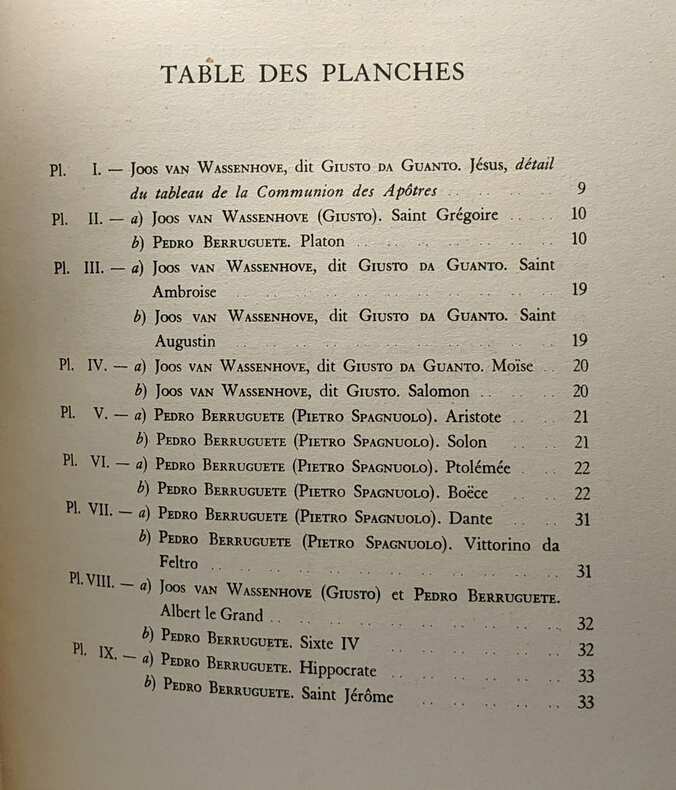 TABLE DES PLANCHES
Pl. I. — Joos van Wassenhove, dit Giusto da Guanto. Jésus, détail
du tableau de la Communion des Apôtres . . . . . . 9
Pl. II. — a) Joos van Wassenhove (Giusto). Saint Grégoire . . . . 10
b) Pedro Berruguete. Platon . . . . . . . . . . 10
Pl. III. — a) Joos van Wassenhove, dit Giusto da Guanto. Saint
Ambroise . . . . . . . . . . . . . . 19
b) Joos van Wassenhove, dit Giusto da Guanto. Saint
Augustin . . . . . . . . . . . . . . 19
Pl. IV. — a) Joos van Wassenhove, dit Giusto da Guanto. Moïse . . 20
b) Joos van Wassenhove, dit Giusto. Salomon . . . . 20
Pl. V. — a) Pedro Berruguete (Pietro Spagnuolo). Aristote . . . . 21
b) Pedro Berruguete (Pietro Spagnuolo). Solon . . . . 21
Pl. VI. — a) Pedro Berruguete (Pietro Spagnuolo). Ptolémée . . . 22
b) Pedro Berruguete (Pietro Spagnuolo). Boëce . . . . 22
Pl. VII. — a) Pedro Berruguete (Pietro Spagnuolo). Dante . . . . 31
b) Pedro Berruguete (Pietro Spagnuolo). Vittorino da
Feltro . . . . . . . . . . . . . . 31
Pl. VIII. — a) Joos van Wassenhove (Giusto) et Pedro Berruguete.
Albert le Grand . . . . . . . . . . . . 32
b) Pedro Berruguete. Sixte IV . . . . . . . . 32
Pl. IX. — a) Pedro Berruguete. Hippocrate . . . . . . . . 33
b) Pedro Berruguete. Saint Jérôme . . . . . . 33